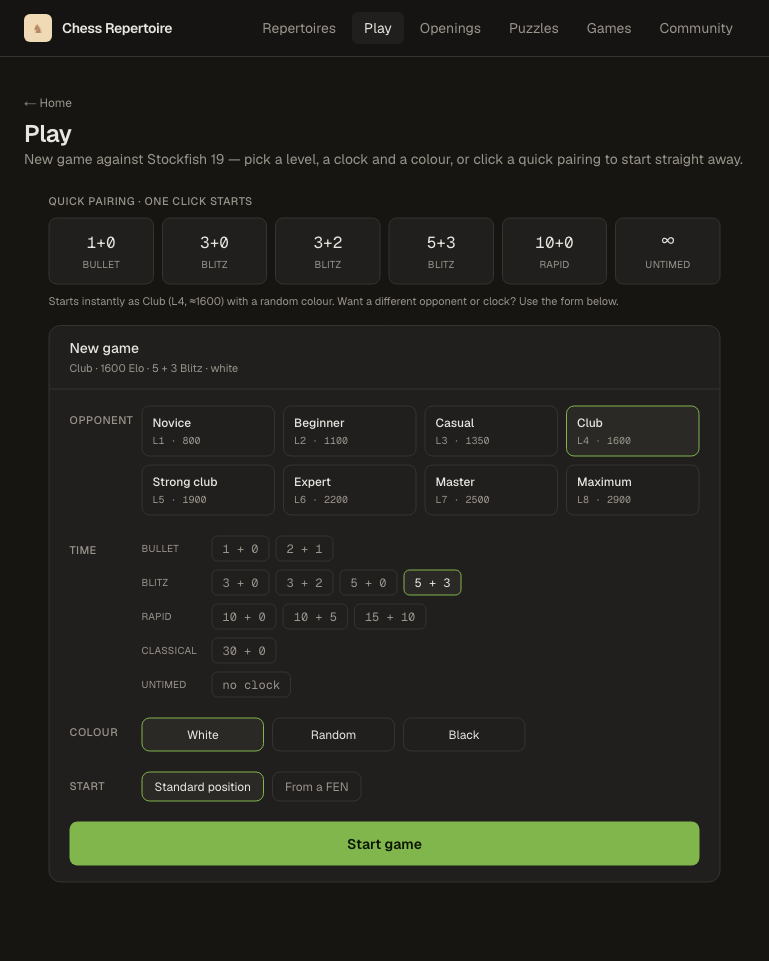 Chess Repertoire Repertoires Play Openings Puzzles Games Community
← Home
Play
New game against Stockfish 19 — pick a level, a clock and a colour, or click a quick pairing to start straight away.
QUICK PAIRING · ONE CLICK STARTS
1+0 3+0 3+2 5+3 10+0 ∞
BULLET BLITZ BLITZ BLITZ RAPID UNTIMED
Starts instantly as Club (L4, ≈1600) with a random colour. Want a different opponent or clock? Use the form below.
New game
Club · 1600 Elo · 5 + 3 Blitz · white
OPPONENT Novice Beginner Casual Club
L1 · 800 L2 · 1100 L3 · 1350 L4 · 1600
Strong club Expert Master Maximum
L5 · 1900 L6 · 2200 L7 · 2500 L8 · 2900
TIME BULLET 1 + 0 2 + 1
BLITZ 3 + 0 3 + 2 5 + 0 5 + 3
RAPID 10 + 0 10 + 5 15 + 10
CLASSICAL 30 + 0
UNTIMED no clock
COLOUR White Random Black
START Standard position From a FEN
Start game